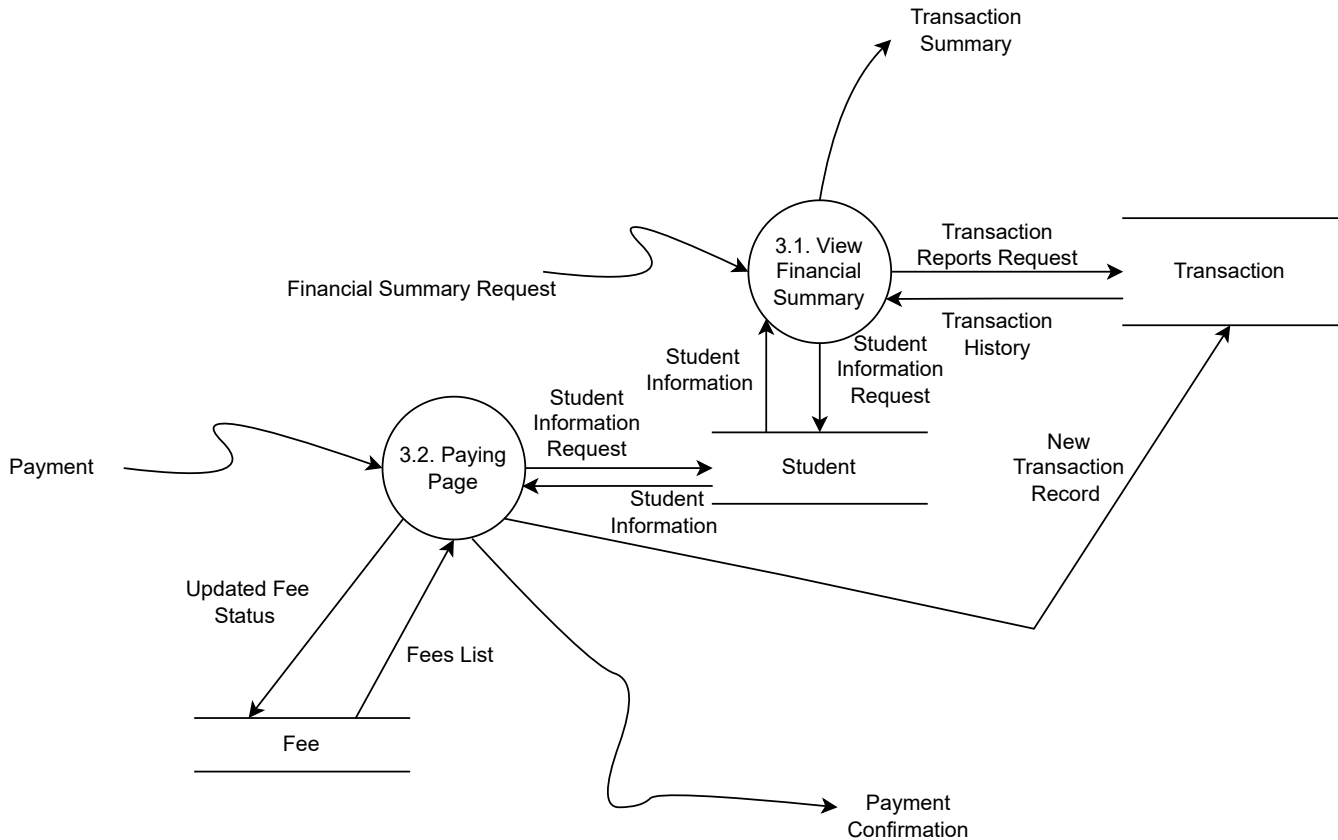 Transaction
Summary
3.1. View
Financial
Summary
Transaction
Reports Request
Transaction
Financial Summary Request
Transaction
History
Student
Information
Student
Information
Request
Student
Information
Request
Payment
3.2. Paying
Page
Student
New
Transaction
Record
Student
Information
Updated Fee
Status
Fees List
Fee
Payment
Confirmation